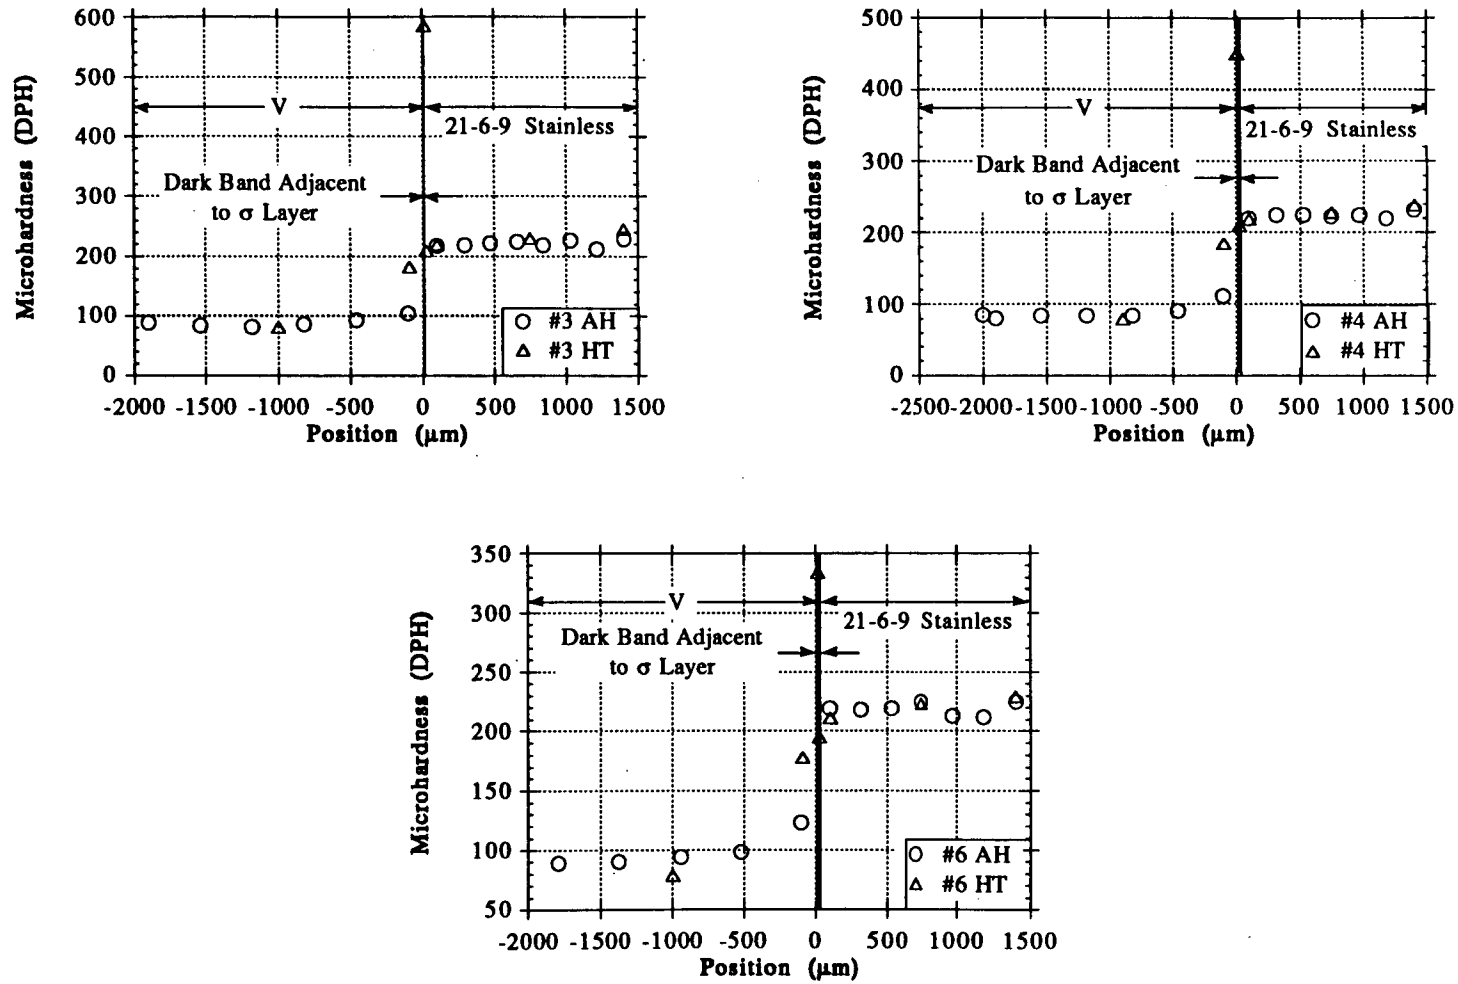 600
500
400
300
200
100
0
Microhardness (DPH)
V
21-6-9 Stainless
Dark Band Adjacent
to σ Layer
#3 AH
#3 HT
-2000 -1500 -1000 -500 0 500 1000 1500
Position (μm)
500
400
300
200
100
0
Microhardness (DPH)
V
21-6-9 Stainless
Dark Band Adjacent
to σ Layer
#4 AH
#4 HT
-2500-2000-1500-1000 -500 0 500 1000 1500
Position (μm)
350
300
250
200
150
100
50
Microhardness (DPH)
V
21-6-9 Stainless
Dark Band Adjacent
to σ Layer
#6 AH
#6 HT
-2000 -1500 -1000 -500 0 500 1000 1500
Position (μm)